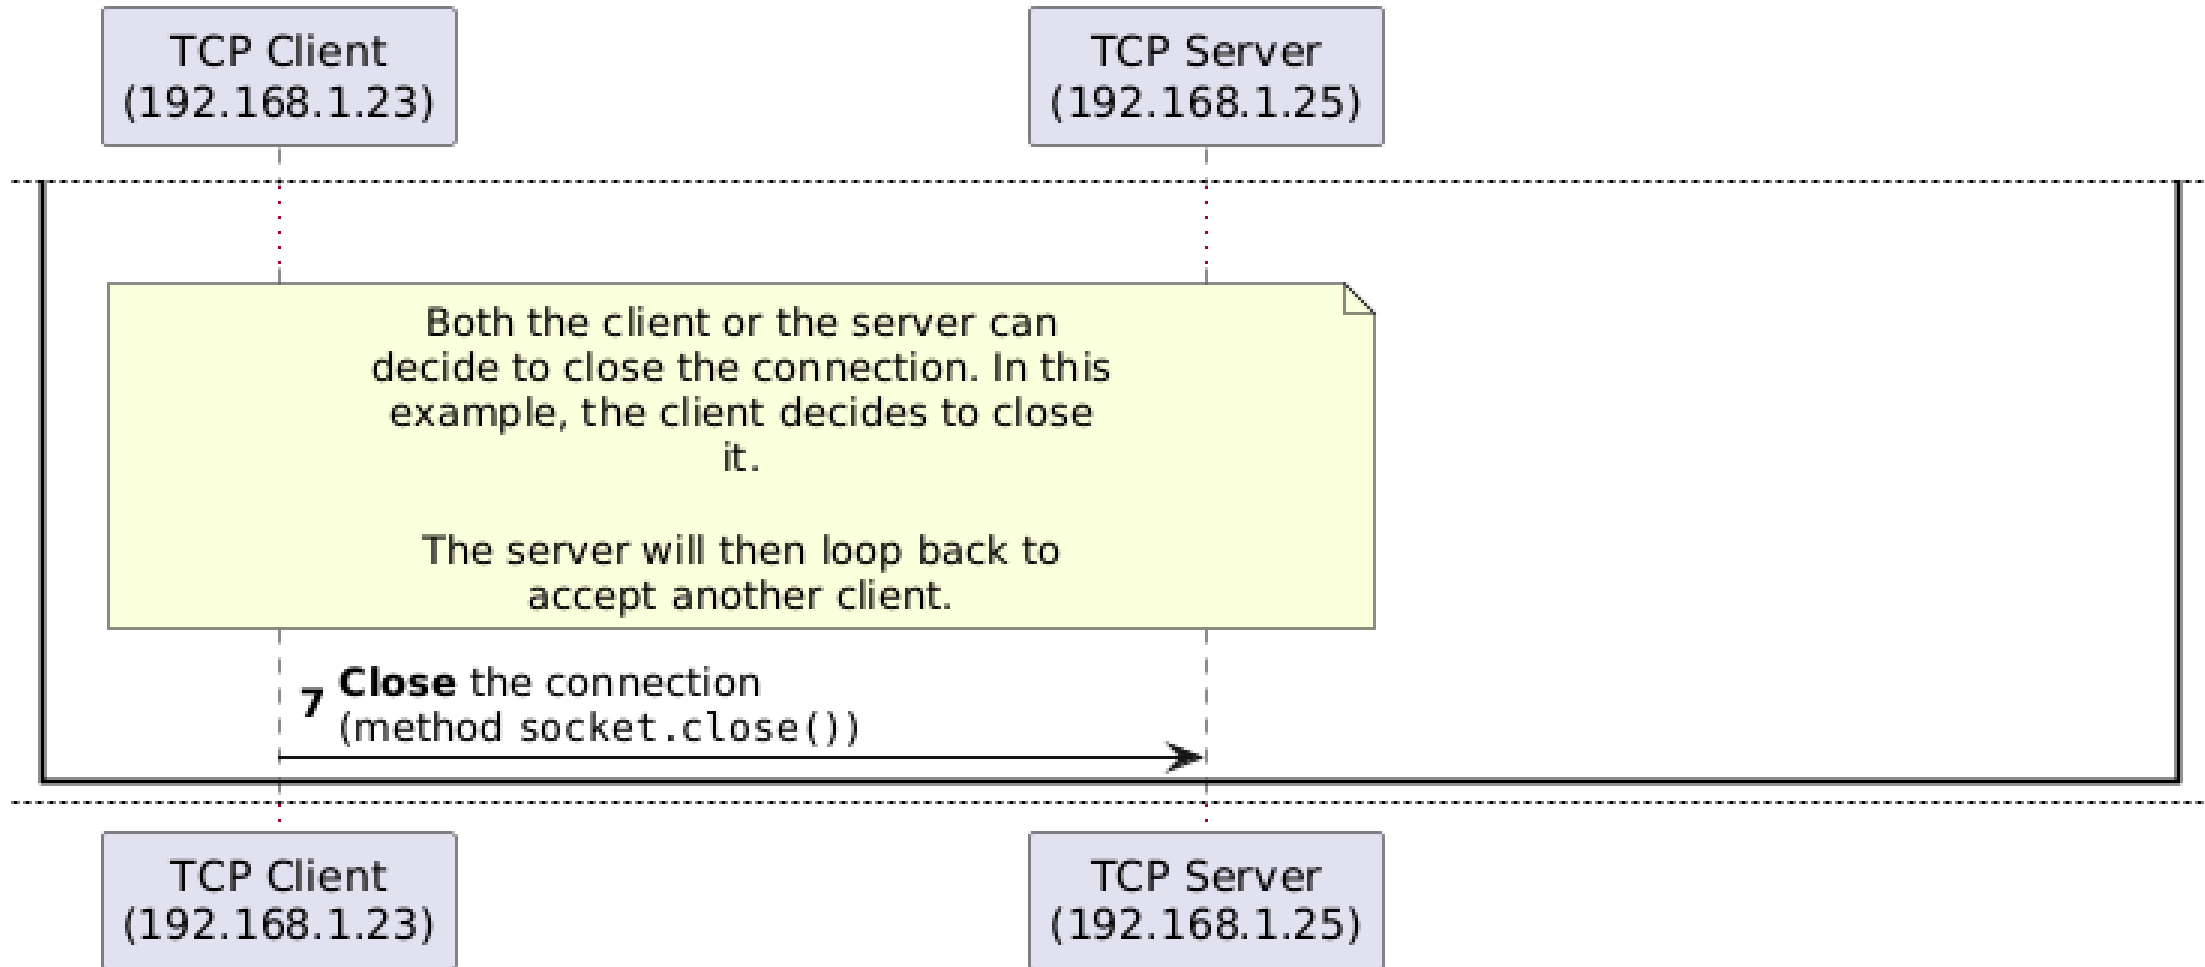 TCP Client
(192.168.1.23)
TCP Server
(192.168.1.25)
Both the client or the server can
decide to close the connection. In this
example, the client decides to close
it.
The server will then loop back to
accept another client.
7 Close the connection
(method socket.close())
TCP Client
(192.168.1.23)
TCP Server
(192.168.1.25)